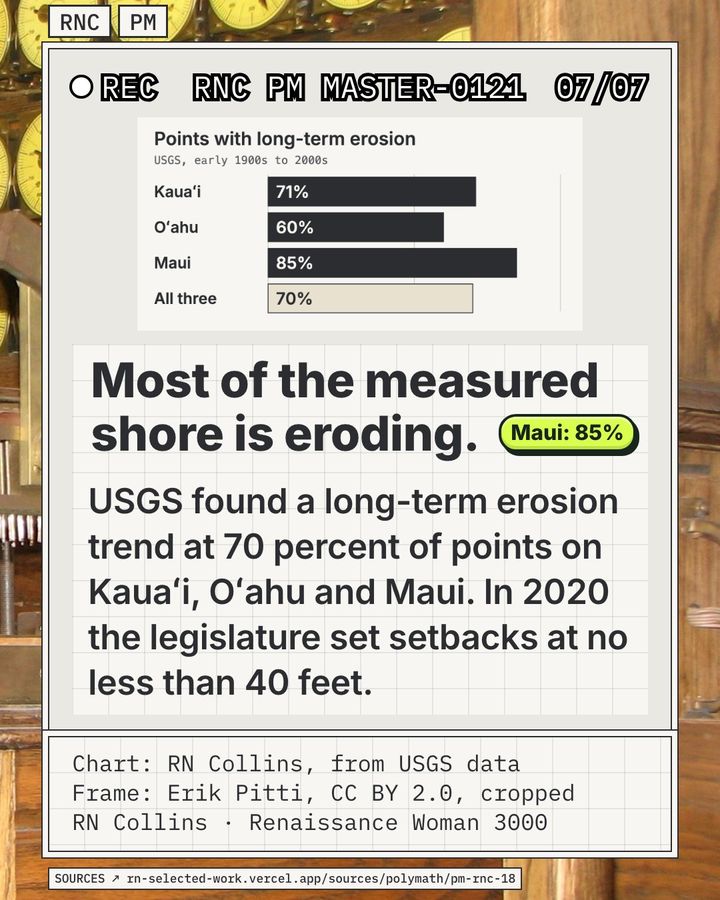 RNC PM
REC RNC PM MASTER-0121 07/07
Points with long-term erosion
USGS, early 1900s to 2000s
Kauaʻi 71%
Oʻahu 60%
Maui 85%
All three 70%
Most of the measured
shore is eroding. Maui: 85%
USGS found a long-term erosion
trend at 70 percent of points on
Kauaʻi, Oʻahu and Maui. In 2020
the legislature set setbacks at no
less than 40 feet.
Chart: RN Collins, from USGS data
Frame: Erik Pitti, CC BY 2.0, cropped
RN Collins · Renaissance Woman 3000
SOURCES ↗ rn-selected-work.vercel.app/sources/polymath/pm-rnc-18